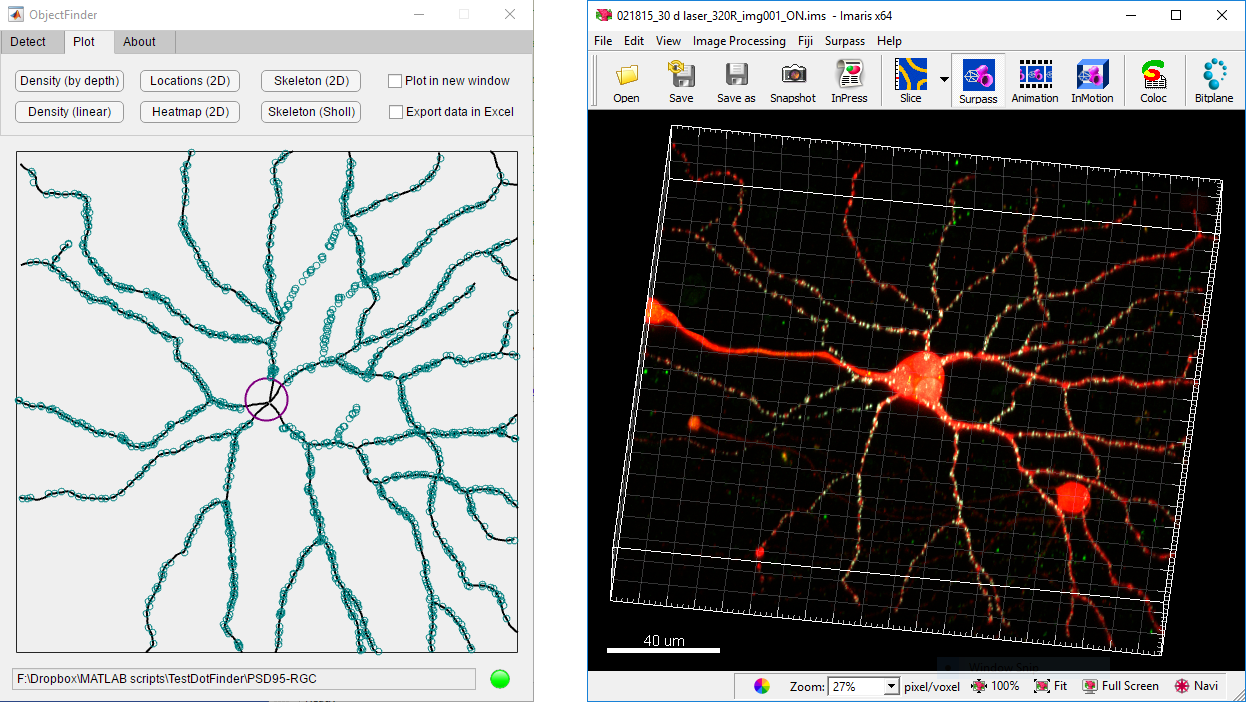 ObjectFinder
Detect Plot About
Density (by depth) Locations (2D) Skeleton (2D) Plot in new window
Density (linear) Heatmap (2D) Skeleton (Sholl) Export data in Excel
F:\Dropbox\MATLAB scripts\TestDotFinder\PSD95-RGC
021815_30 d laser_320R_img001_ON.ims - Imaris x64
File Edit View Image Processing Fiji Surpass Help
Open Save Save as Snapshot InPress Slice Surpass Animation InMotion Coloc Bitplane
40 um
Window Snip
Zoom: 27% pixel/voxel 100% Fit Full Screen Navi